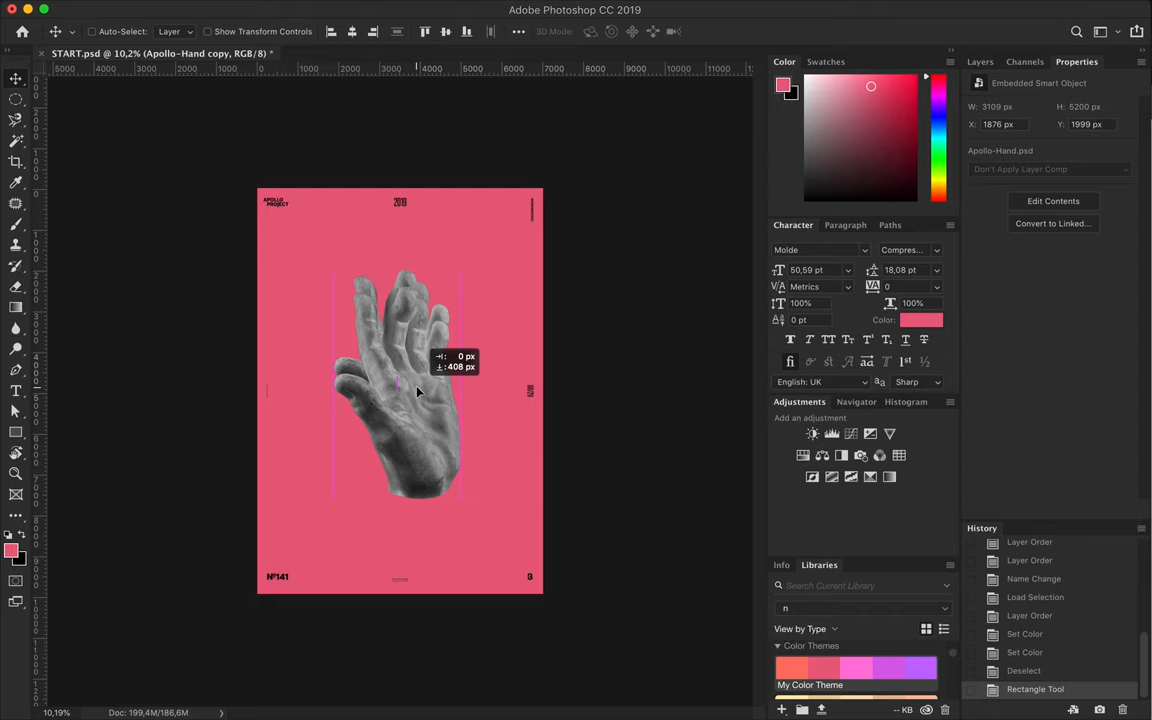 Adobe Photoshop CC 2019
Auto-Select:
Layer
Show Transform Controls
3D Mode:
START.psd @ 10,2% (Apollo-Hand copy, RGB/8) *
5000
4000
3000
2000
1000
0
1000
2000
3000
4000
5000
6000
7000
8000
9000
10000
11000
APOLLO
PROJECT
2019
0 px
408 px
Nº141
10,19%
Doc: 199,4M/186,6M
Color
Swatches
Character
Paragraph
Paths
Molde
Compres...
50,59 pt
18,08 pt
Metrics
0
100%
100%
0 pt
Color:
English: UK
Sharp
Adjustments
Navigator
Histogram
Add an adjustment
Info
Libraries
Search Current Library
n
View by Type
Color Themes
My Color Theme
-- KB
Layers
Channels
Properties
Embedded Smart Object
W: 3109 px
H: 5200 px
X: 1876 px
Y: 1999 px
Apollo-Hand.psd
Don't Apply Layer Comp
Edit Contents
Convert to Linked...
History
Layer Order
Layer Order
Name Change
Load Selection
Layer Order
Set Color
Set Color
Deselect
Rectangle Tool